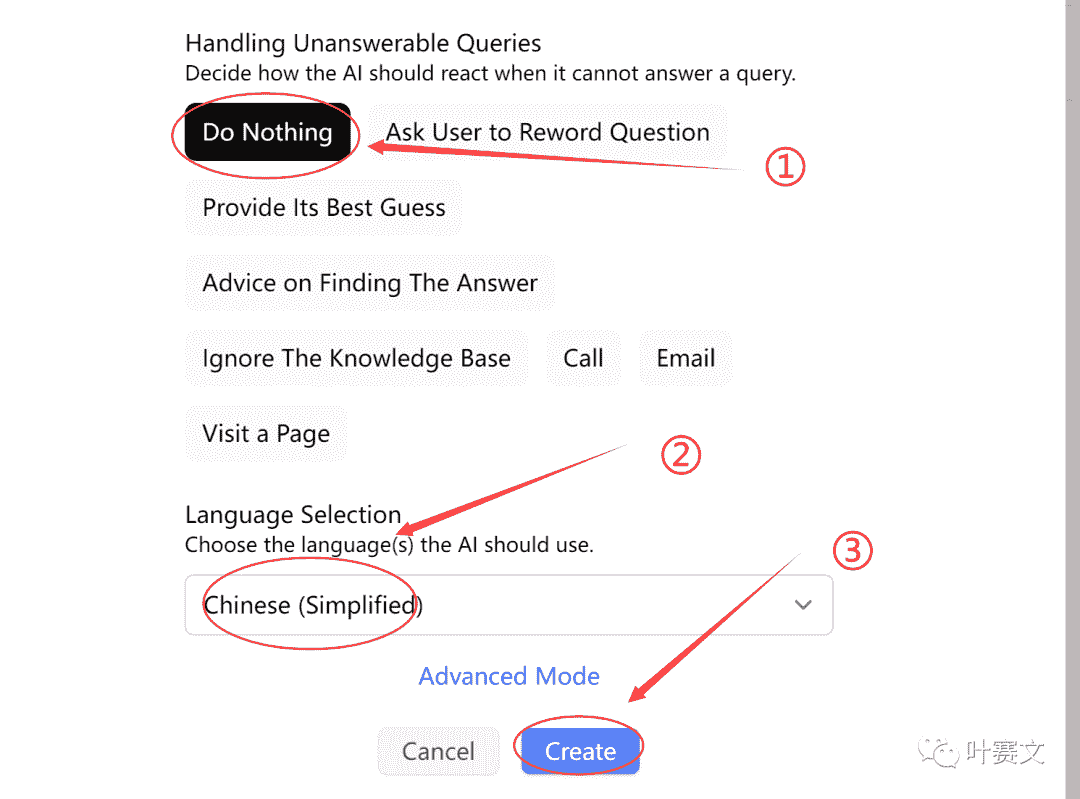 Handling Unanswerable Queries
Decide how the AI should react when it cannot answer a query.
Do Nothing Ask User to Reword Question
①
Provide Its Best Guess
Advice on Finding The Answer
Ignore The Knowledge Base Call Email
Visit a Page
②
Language Selection
Choose the language(s) the AI should use.
③
Chinese (Simplified)
Advanced Mode
Cancel Create
叶赛文